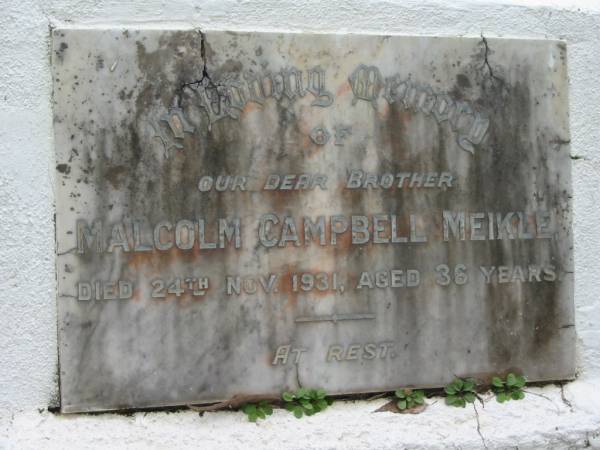 In Loving Memory
OF
OUR DEAR BROTHER
MALCOLM CAMPBELL MEIKLE,
DIED 24TH NOV. 1931, AGED 36 YEARS.
AT REST.